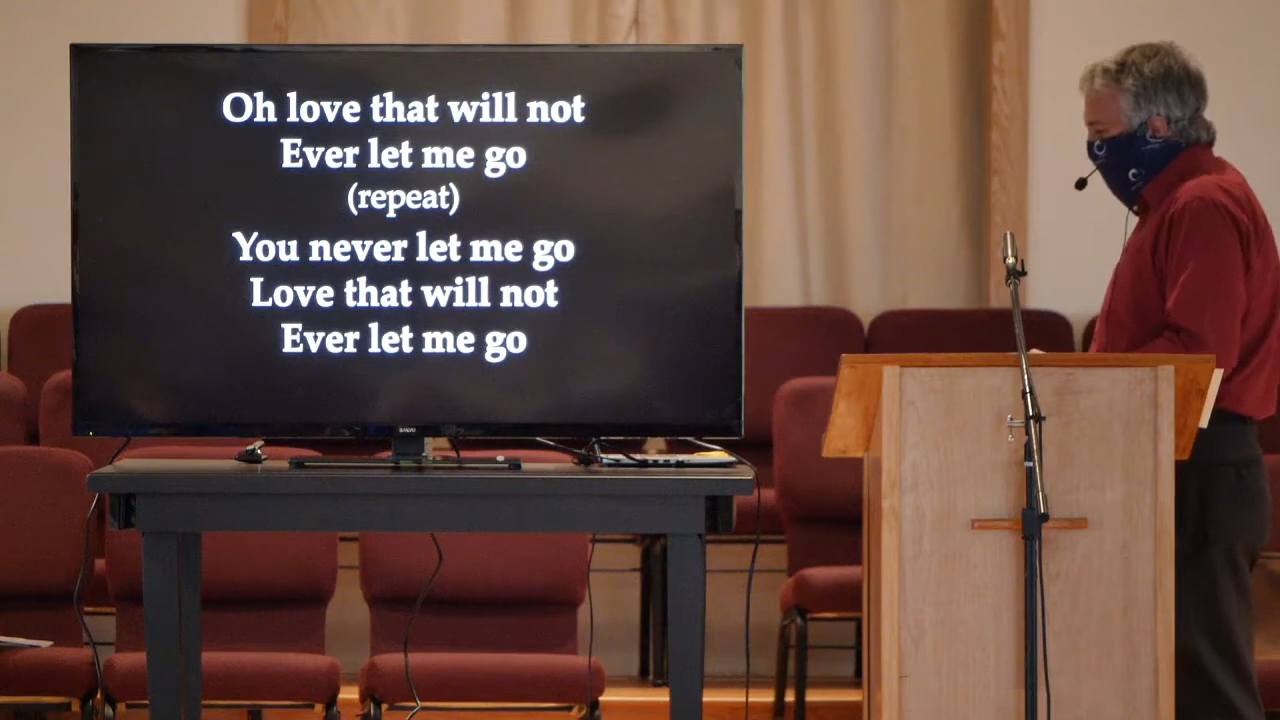 Oh love that will not
Ever let me go
(repeat)
You never let me go
Love that will not
Ever let me go
SANYO